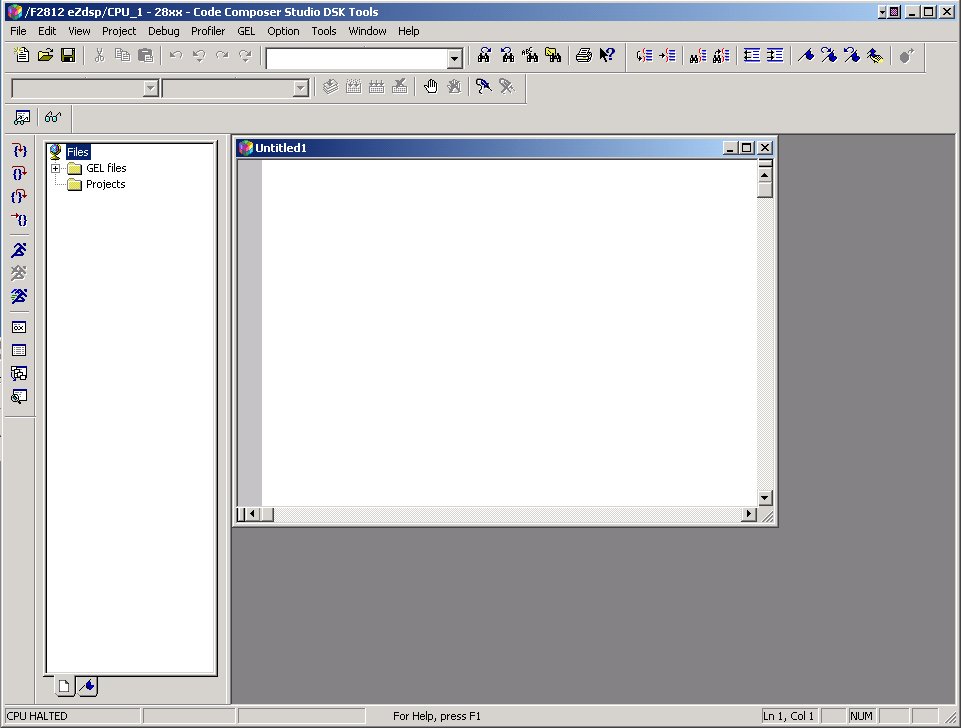 /F2812 eZdsp/CPU_1 - 28xx - Code Composer Studio DSK Tools
File Edit View Project Debug Profiler GEL Option Tools Window Help
Files
GEL files
Projects
Untitled1
CPU HALTED
For Help, press F1
Ln 1, Col 1
NUM